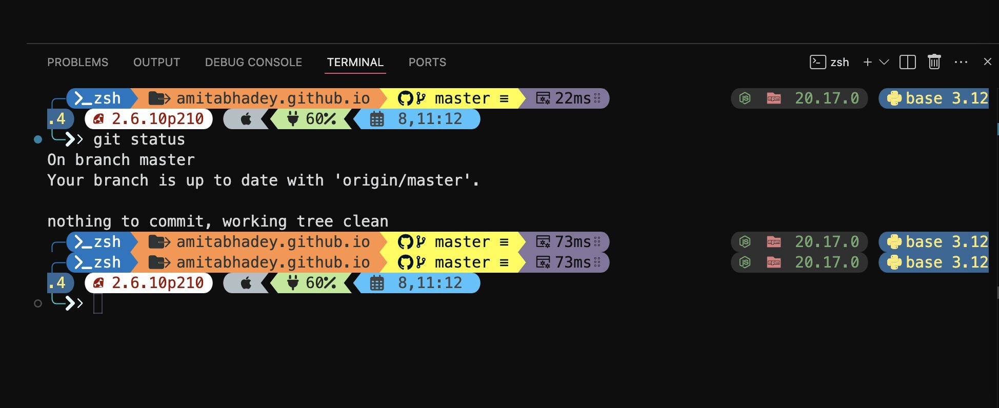 PROBLEMS OUTPUT DEBUG CONSOLE TERMINAL PORTS zsh
zsh amitabhadey.github.io master ≡ 22ms 20.17.0 base 3.12
.4 2.6.10p210 60% 8,11:12
git status
On branch master
Your branch is up to date with 'origin/master'.
nothing to commit, working tree clean
zsh amitabhadey.github.io master ≡ 73ms 20.17.0 base 3.12
zsh amitabhadey.github.io master ≡ 73ms 20.17.0 base 3.12
.4 2.6.10p210 60% 8,11:12